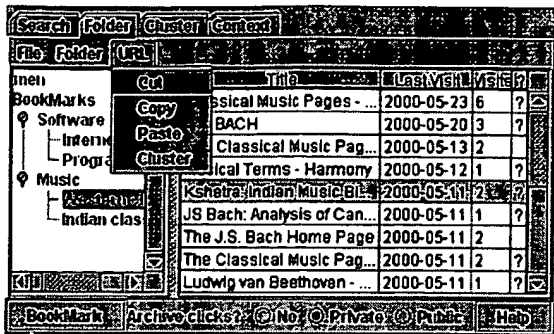 Search Folder Cluster Context
File Folder URL
Cut
Copy
Paste
Cluster
BookMarks
Software
Interne
Progra
Music
Indian clas
Title Last Visit Visits ?
ssical Music Pages - ... 2000-05-23 6 ?
BACH 2000-05-20 3 ?
Classical Music Pag... 2000-05-13 2
sical Terms - Harmony 2000-05-12 1 ?
Kshetra: Indian Music 2000-05-11 2 ?
JS Bach: Analysis of Can... 2000-05-11 1 ?
The J.S. Bach Home Page 2000-05-11 2
The Classical Music Pag... 2000-05-11 2 ?
Ludwig van Beethoven - ... 2000-05-11 1 ?
BookMark Archive clicks? No Private Public Help